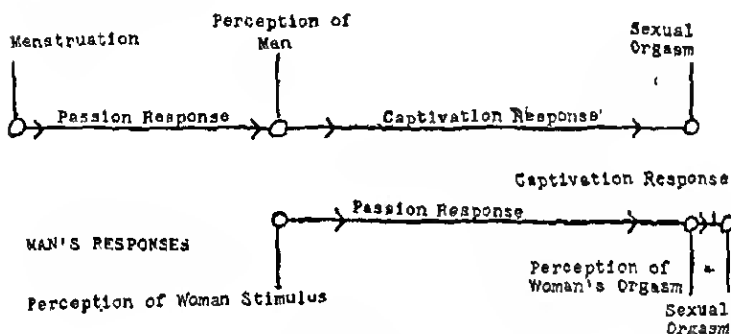 Menstruation
Perception of
Man
Sexual
Orgasm
Passion Response
Captivation Response
Captivation Response
Passion Response
MAN'S RESPONSES
Perception of
Woman's Orgasm
Perception of Woman Stimulus
Sexual
Orgasm